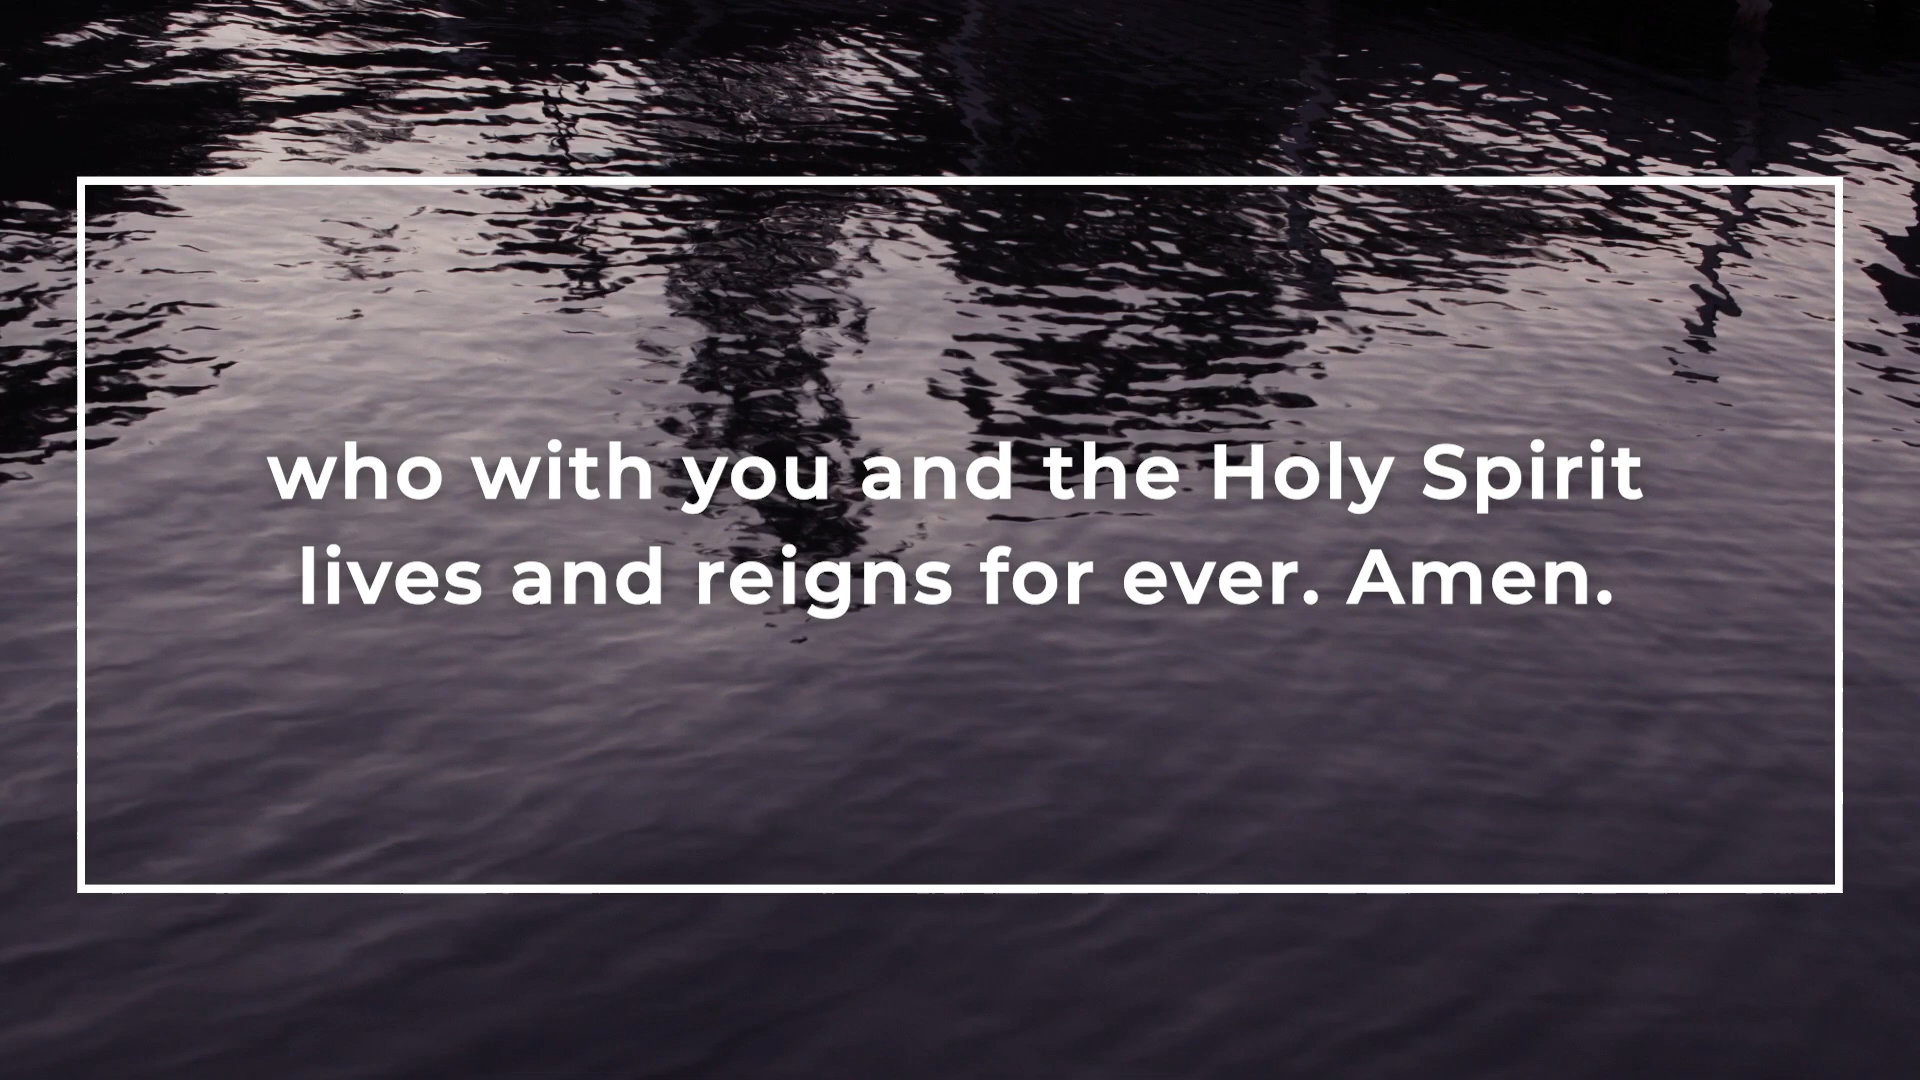 who with you and the Holy Spirit
lives and reigns for ever. Amen.